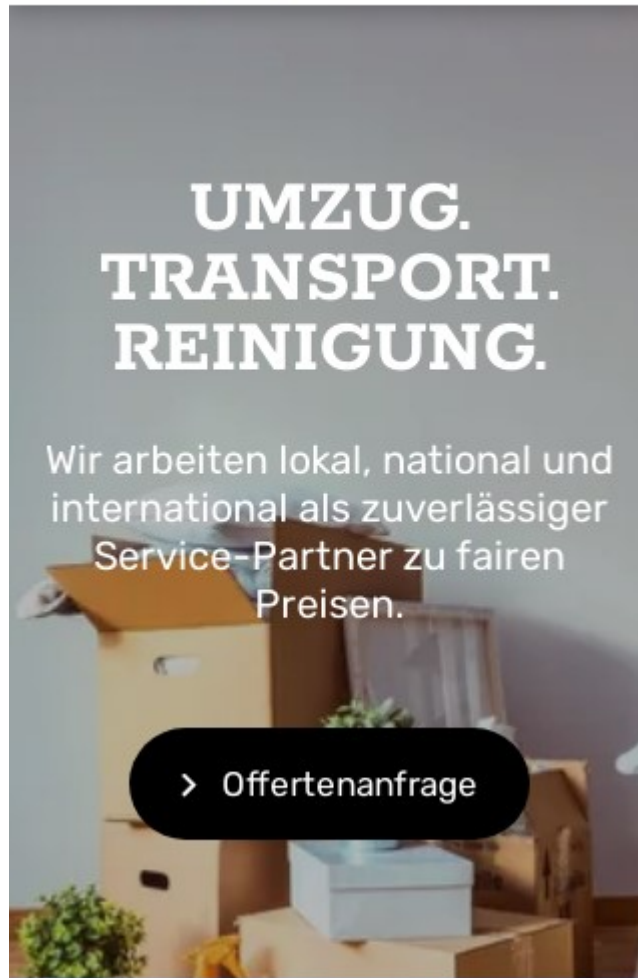 UMZUG.
TRANSPORT.
REINIGUNG.
Wir arbeiten lokal, national und
international als zuverlässiger
Service-Partner zu fairen
Preisen.
Offertenanfrage